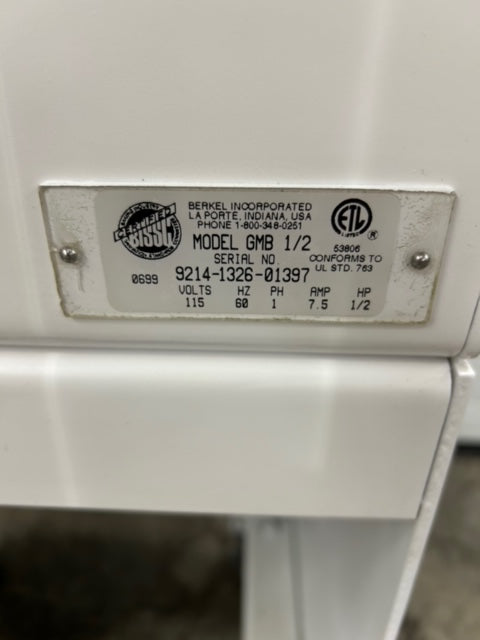 CERTIFIED
BISSC
BERKEL INCORPORATED
LA PORTE, INDIANA, USA
PHONE 1-800-348-0251
MODEL GMB 1/2
SERIAL NO.
9214-1326-01397
0699
VOLTS HZ PH AMP HP
115 60 1 7.5 1/2
ETL
®
53806
CONFORMS TO
UL STD. 763